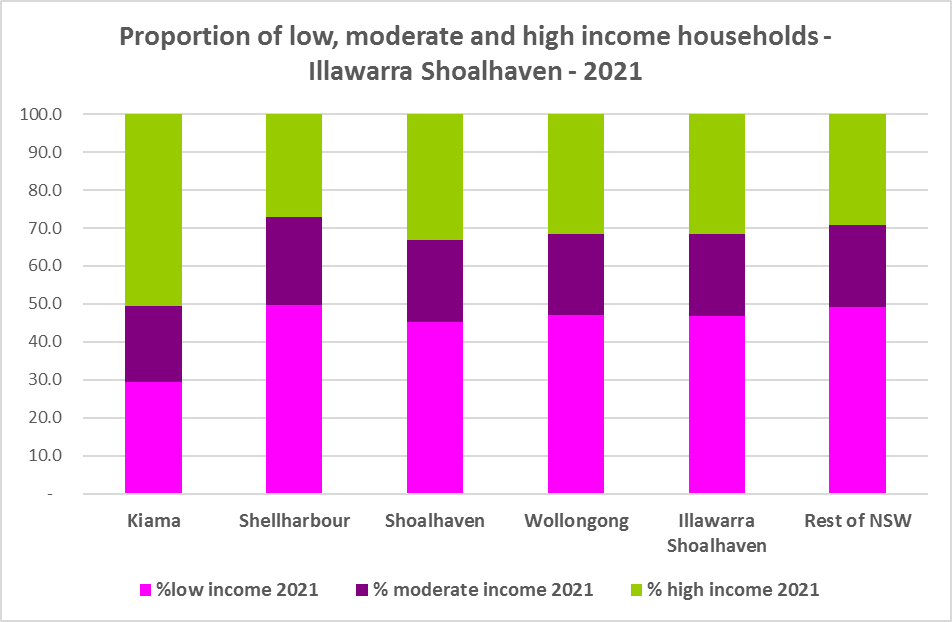 Proportion of low, moderate and high income households -
Illawarra Shoalhaven - 2021
100.0
90.0
80.0
70.0
60.0
50.0
40.0
30.0
20.0
10.0
-
Kiama
Shellharbour
Shoalhaven
Wollongong
Illawarra
Shoalhaven
Rest of NSW
%low income 2021
% moderate income 2021
% high income 2021